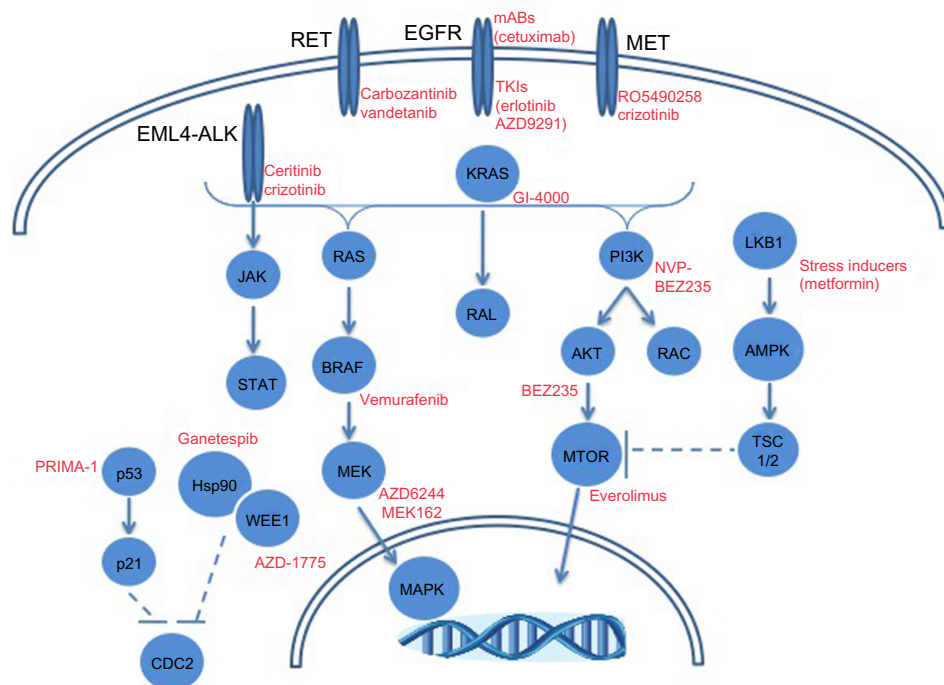 RET
EGFR
mABs
(cetuximab)
MET
Carbozantinib
vandetanib
TKIs
(erlotinib
AZD9291)
RO5490258
crizotinib
EML4-ALK
Ceritinib
crizotinib
KRAS
GI-4000
JAK
RAS
PI3K
NVP-
BEZ235
LKB1
Stress inducers
(metformin)
RAL
STAT
BRAF
Vemurafenib
AKT
RAC
AMPK
BEZ235
Ganetespib
PRIMA-1
p53
Hsp90
WEE1
AZD-1775
MEK
AZD6244
MEK162
MTOR
Everolimus
TSC
1/2
p21
MAPK
CDC2